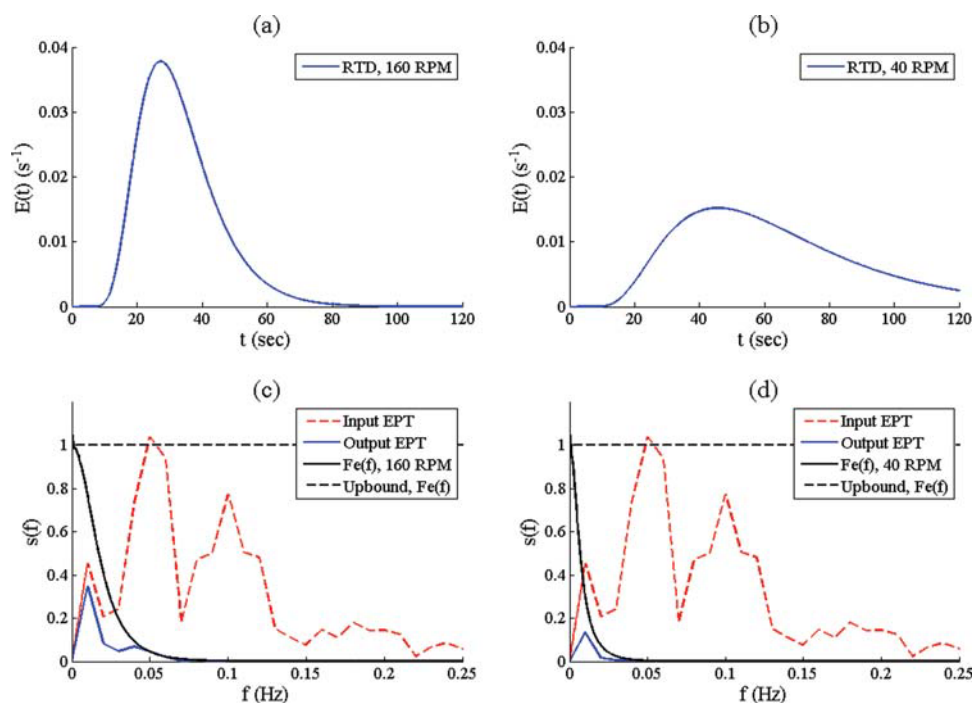 (a)
RTD, 160 RPM
E(t) (s⁻¹)
0.04
0.03
0.02
0.01
0
0 20 40 60 80 100 120
t (sec)
(b)
RTD, 40 RPM
E(t) (s⁻¹)
0.04
0.03
0.02
0.01
0
0 20 40 60 80 100 120
t (sec)
(c)
Input EPT
Output EPT
Fe(f), 160 RPM
Upbound, Fe(f)
s(f)
1
0.8
0.6
0.4
0.2
0
0 0.05 0.1 0.15 0.2 0.25
f (Hz)
(d)
Input EPT
Output EPT
Fe(f), 40 RPM
Upbound, Fe(f)
s(f)
1
0.8
0.6
0.4
0.2
0
0 0.05 0.1 0.15 0.2 0.25
f (Hz)